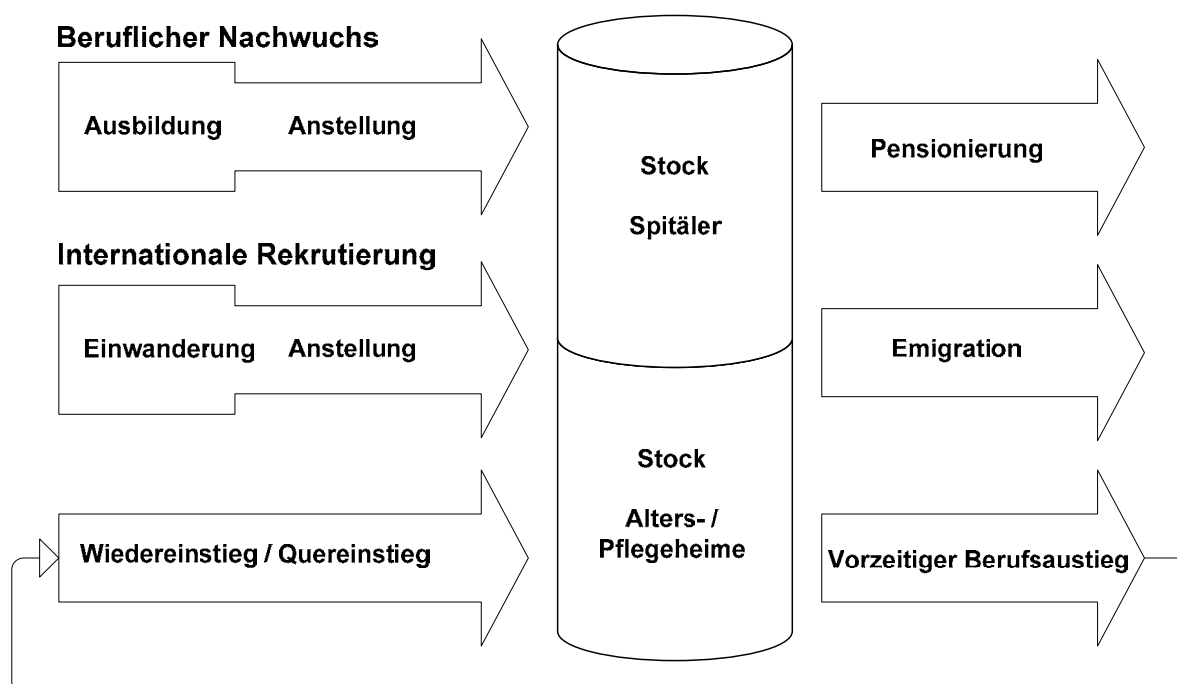 Beruflicher Nachwuchs
Ausbildung Anstellung
Internationale Rekrutierung
Einwanderung Anstellung
Wiedereinstieg / Quereinstieg
Stock
Spitäler
Stock
Alters- /
Pflegeheime
Pensionierung
Emigration
Vorzeitiger Berufsaustieg